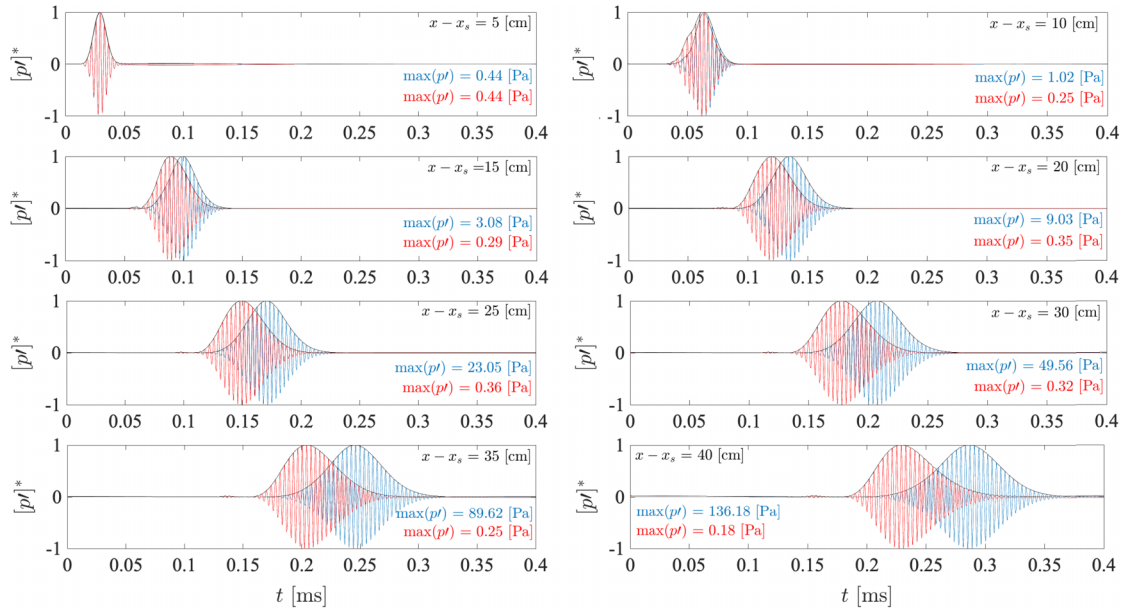 [p′]* 1 0 -1 x − x_s = 5 [cm]
max(p′) = 0.44 [Pa]
max(p′) = 0.44 [Pa]
0 0.05 0.1 0.15 0.2 0.25 0.3 0.35 0.4
[p′]* 1 0 -1 x − x_s = 10 [cm]
max(p′) = 1.02 [Pa]
max(p′) = 0.25 [Pa]
0 0.05 0.1 0.15 0.2 0.25 0.3 0.35 0.4
[p′]* 1 0 -1 x − x_s =15 [cm]
max(p′) = 3.08 [Pa]
max(p′) = 0.29 [Pa]
0 0.05 0.1 0.15 0.2 0.25 0.3 0.35 0.4
[p′]* 1 0 -1 x − x_s = 20 [cm]
max(p′) = 9.03 [Pa]
max(p′) = 0.35 [Pa]
0 0.05 0.1 0.15 0.2 0.25 0.3 0.35 0.4
[p′]* 1 0 -1 x − x_s = 25 [cm]
max(p′) = 23.05 [Pa]
max(p′) = 0.36 [Pa]
0 0.05 0.1 0.15 0.2 0.25 0.3 0.35 0.4
[p′]* 1 0 -1 x − x_s = 30 [cm]
max(p′) = 49.56 [Pa]
max(p′) = 0.32 [Pa]
0 0.05 0.1 0.15 0.2 0.25 0.3 0.35 0.4
[p′]* 1 0 -1 x − x_s = 35 [cm]
max(p′) = 89.62 [Pa]
max(p′) = 0.25 [Pa]
0 0.05 0.1 0.15 0.2 0.25 0.3 0.35 0.4
t [ms]
[p′]* 1 0 -1 x − x_s = 40 [cm]
max(p′) = 136.18 [Pa]
max(p′) = 0.18 [Pa]
0 0.05 0.1 0.15 0.2 0.25 0.3 0.35 0.4
t [ms]